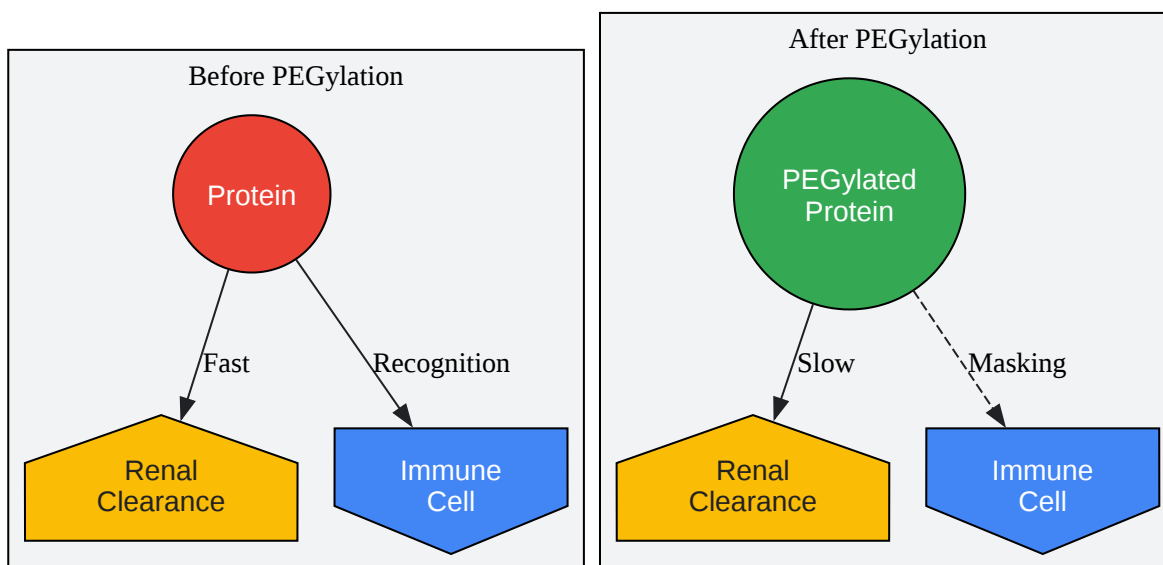 Before PEGylation
Protein
Fast
Recognition
Renal
Clearance
Immune
Cell
After PEGylation
PEGylated
Protein
Slow
Masking
Renal
Clearance
Immune
Cell